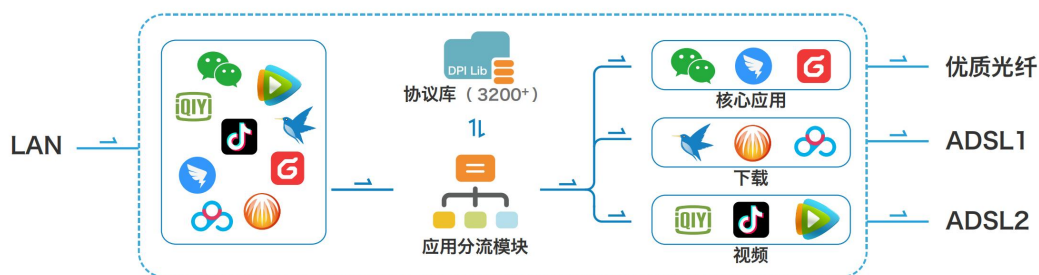 LAN
iQIYI
DPI Lib
协议库（3200+）
应用分流模块
核心应用
下载
iQIYI
视频
优质光纤
ADSL1
ADSL2